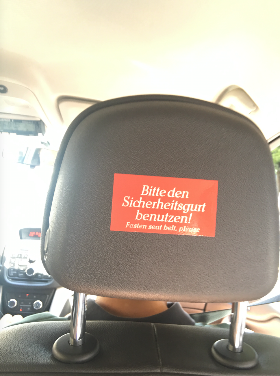 Bitte den
Sicherheitsgurt
benutzen!
Fasten seat belt, please